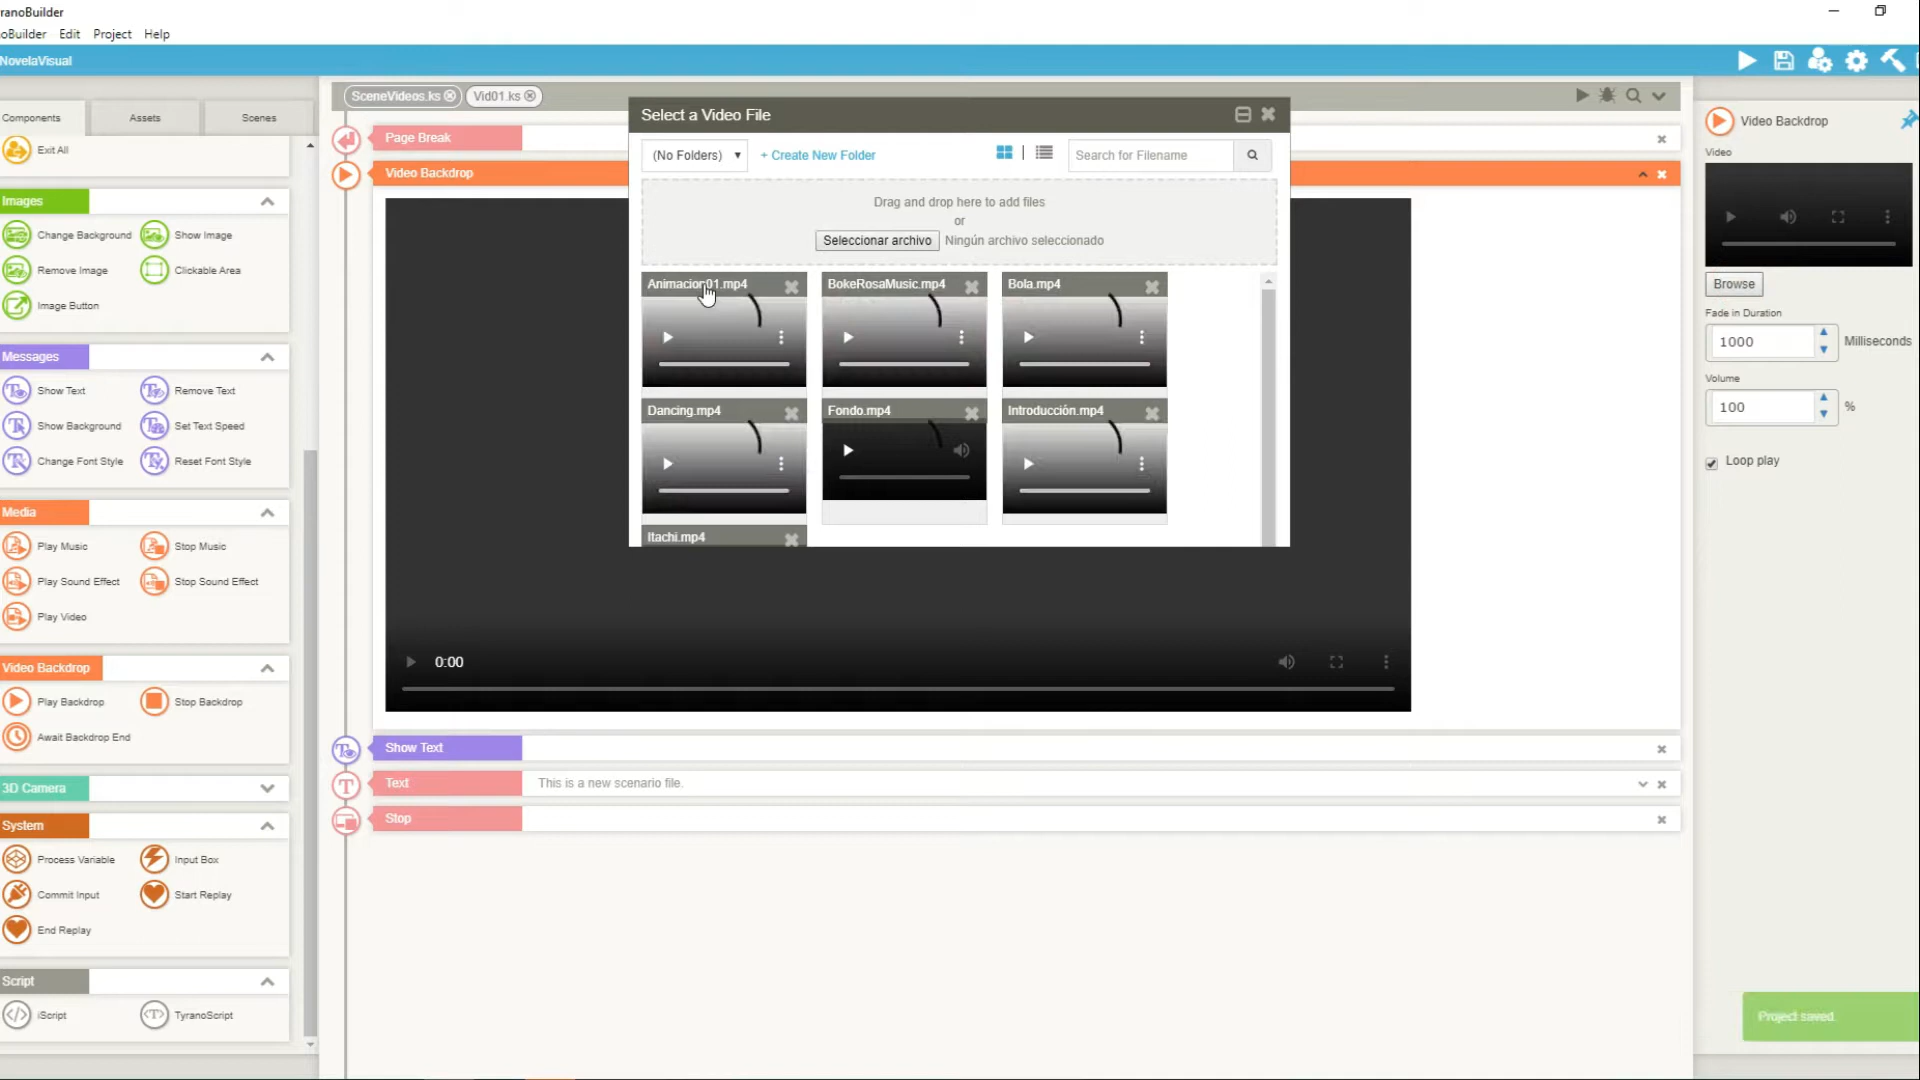 ranoBuilder
oBuilder Edit Project Help
NovelaVisual
Components Assets Scenes
Exit All
Images
Change Background Show Image
Remove Image Clickable Area
Image Button
Messages
Show Text Remove Text
Show Background Set Text Speed
Change Font Style Reset Font Style
Media
Play Music Stop Music
Play Sound Effect Stop Sound Effect
Play Video
Video Backdrop
Play Backdrop Stop Backdrop
Await Backdrop End
3D Camera
System
Process Variable Input Box
Commit Input Start Replay
End Replay
Script
iScript TyranoScript
SceneVideos.ks Vid01.ks
Page Break
Video Backdrop
0:00
Show Text
Text This is a new scenario file.
Stop
Select a Video File
(No Folders) + Create New Folder Search for Filename
Drag and drop here to add files
or
Seleccionar archivo Ningún archivo seleccionado
Animacion01.mp4 BokeRosaMusic.mp4 Bola.mp4
Dancing.mp4 Fondo.mp4 Introducción.mp4
Itachi.mp4
Video Backdrop
Video
Browse
Fade in Duration
1000 Milliseconds
Volume
100 %
Loop play
Project saved.